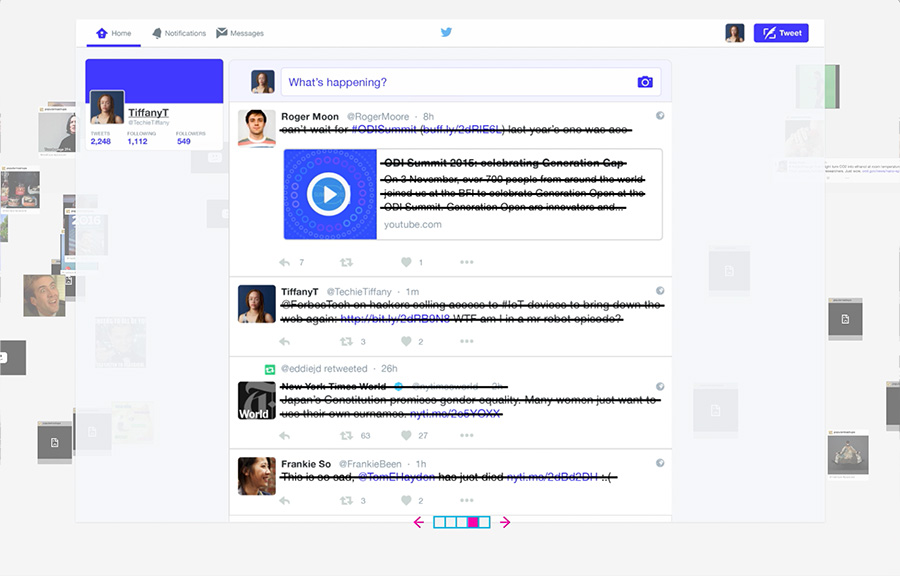 Home
Notifications
Messages
Tweet
TiffanyT
@TechieTiffany
TWEETS
FOLLOWING
FOLLOWERS
2,248
1,112
549
What's happening?
Roger Moon @RogerMoore · 8h
can't wait for #ODISummit (buff.ly/2dRIE6L) last year's one was ace
ODI Summit 2015: celebrating Generation Gap
On 3 November, over 700 people from around the world
joined us at the BFI to celebrate Generation Open at the
ODI Summit. Generation Open are innovators and...
youtube.com
7
1
TiffanyT @TechieTiffany · 1m
@ForbesTech on hackers selling access to #IoT devices to bring down the
web again: http://bit.ly/2dRB9N8 WTF am I in a mr robot episode?
3
2
@eddiejd retweeted · 26h
New York Times World @nytimesworld · 2h
World
Japan's Constitution promises gender equality. Many women just want to
use their own surnames. nyti.ms/2e5YOXX
63
27
Frankie So @FrankieBeen · 1h
This is so sad, @TomEHayden has just died nyti.ms/2dBd2DH :,(
3
2